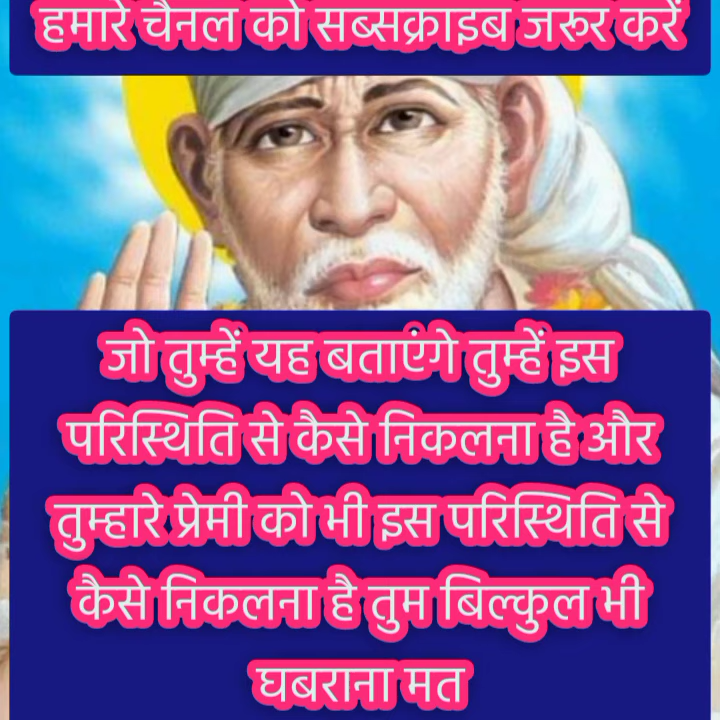 हमारे चैनल को सब्सक्राइब जरूर करें
जो तुम्हें यह बताएंगे तुम्हें इस
परिस्थिति से कैसे निकलना है और
तुम्हारे प्रेमी को भी इस परिस्थिति से
कैसे निकलना है तुम बिल्कुल भी
घबराना मत